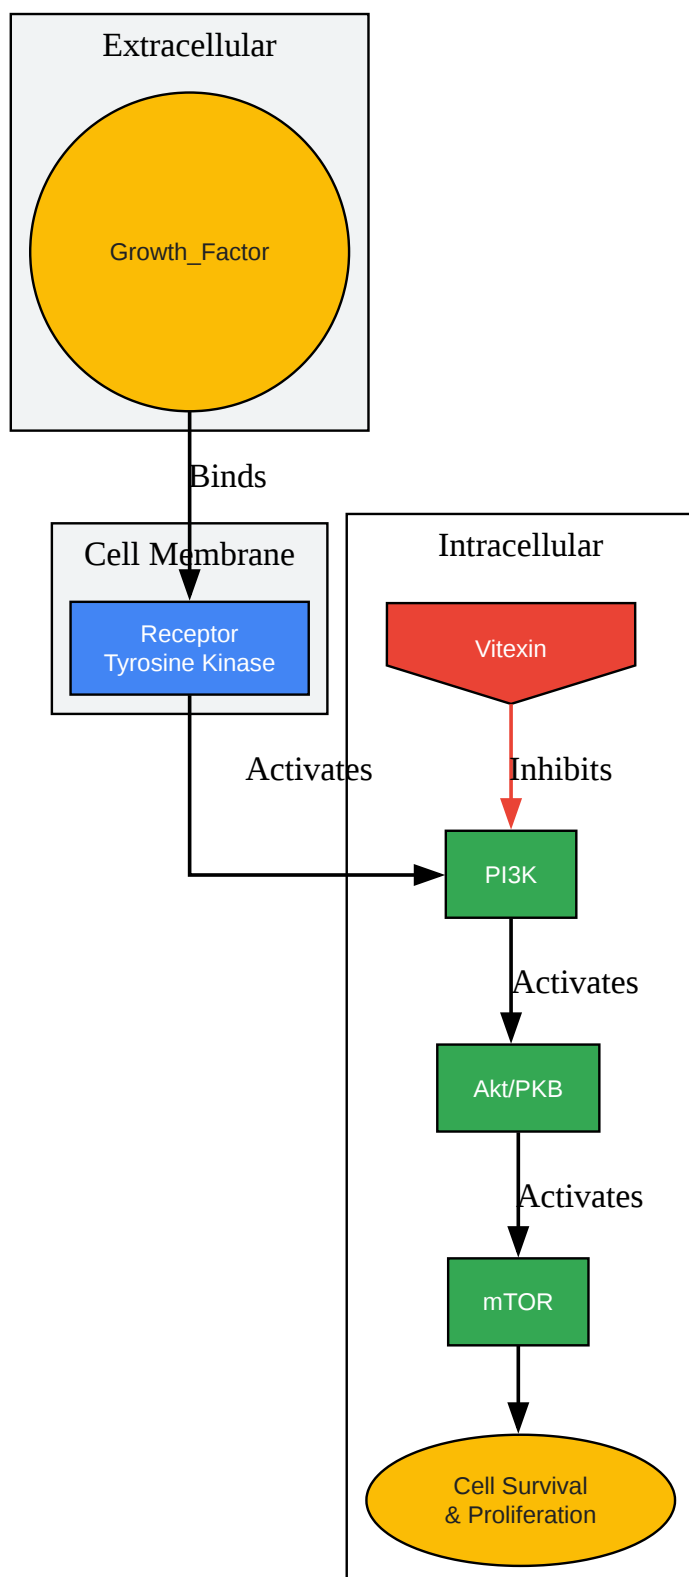 Extracellular
Growth_Factor
Binds
Cell Membrane
Receptor
Tyrosine Kinase
Intracellular
Vitexin
Activates
Inhibits
PI3K
Activates
Akt/PKB
Activates
mTOR
Cell Survival
& Proliferation